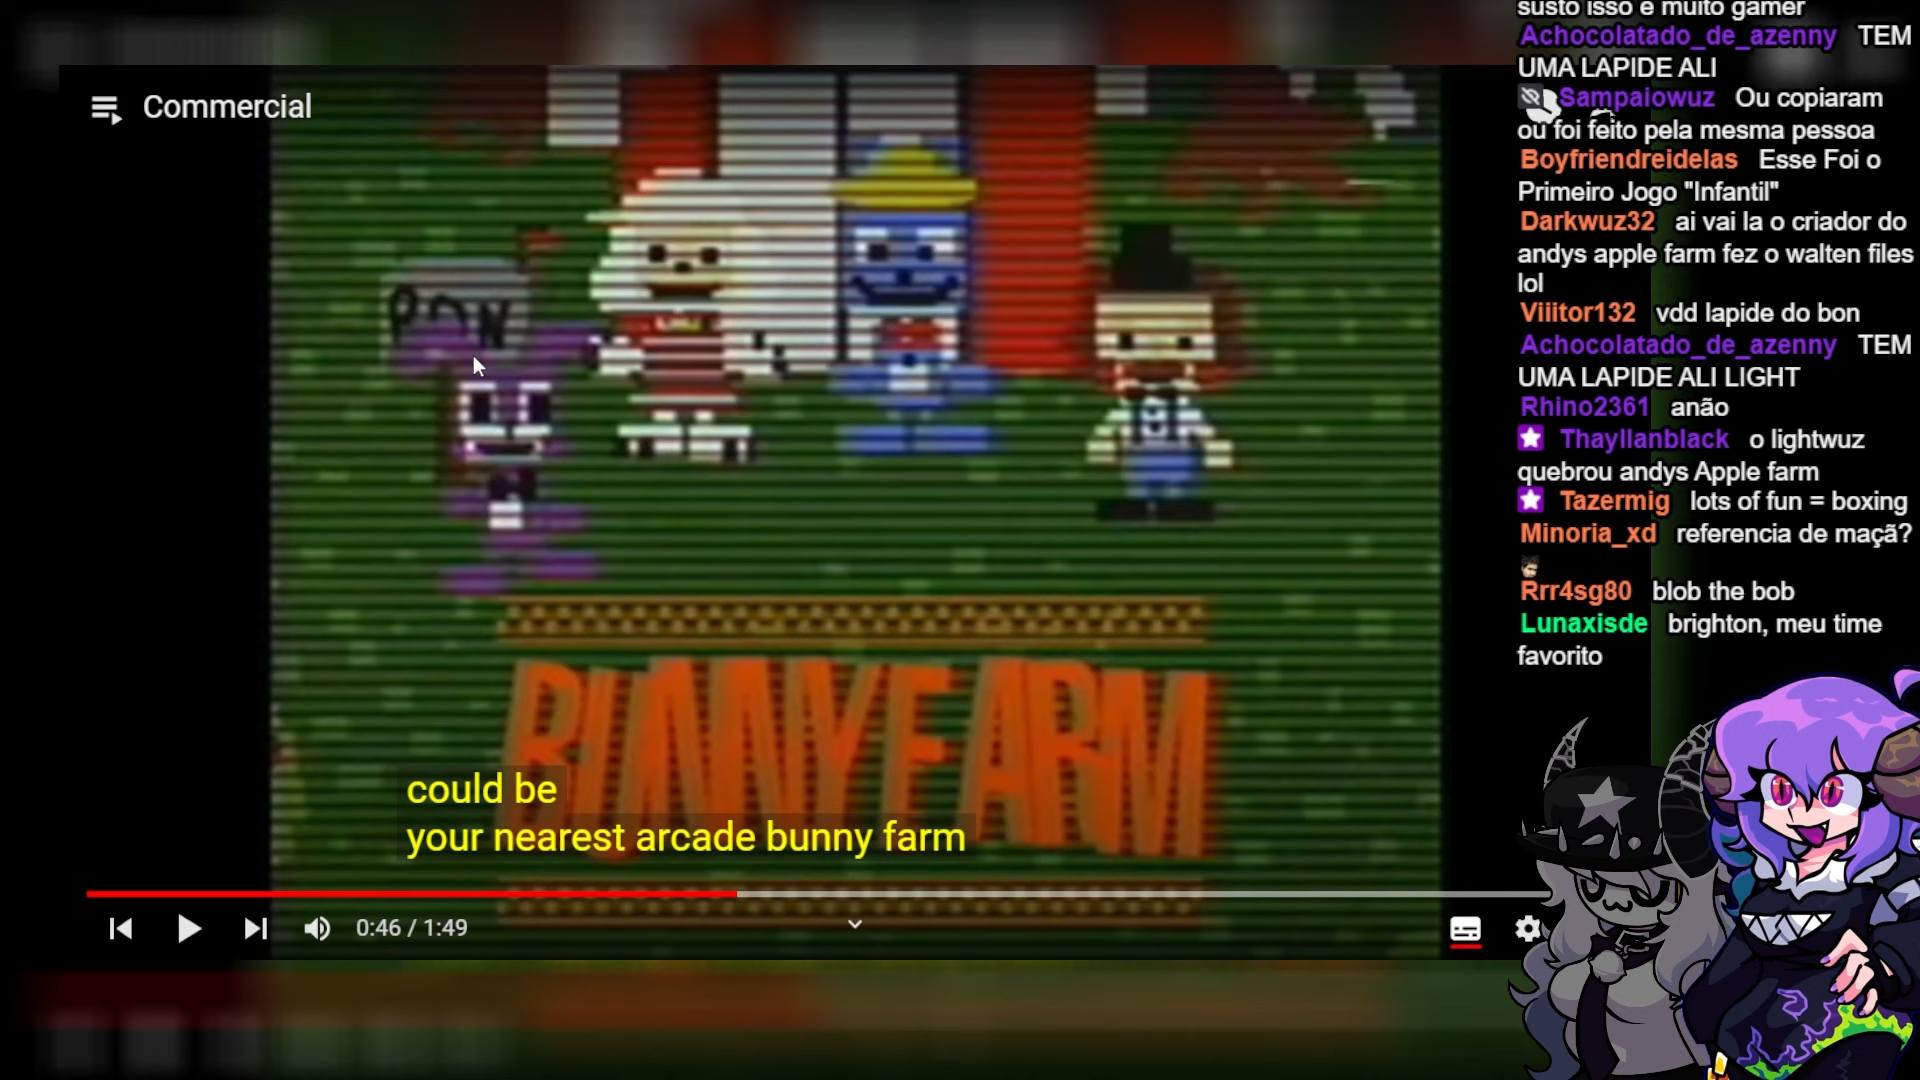 Commercial
BON
BUNNYFARM
could be
your nearest arcade bunny farm
0:46 / 1:49
susto isso e muito gamer
Achocolatado_de_azenny TEM
UMA LAPIDE ALI
Sampaiowuz Ou copiaram
ou foi feito pela mesma pessoa
Boyfriendreidelas Esse Foi o
Primeiro Jogo "Infantil"
Darkwuz32 ai vai la o criador do
andys apple farm fez o walten files
lol
Viiitor132 vdd lapide do bon
Achocolatado_de_azenny TEM
UMA LAPIDE ALI LIGHT
Rhino2361 anão
Thayllanblack o lightwuz
quebrou andys Apple farm
Tazermig lots of fun = boxing
Minoria_xd referencia de maçã?
Rrr4sg80 blob the bob
Lunaxisde brighton, meu time
favorito